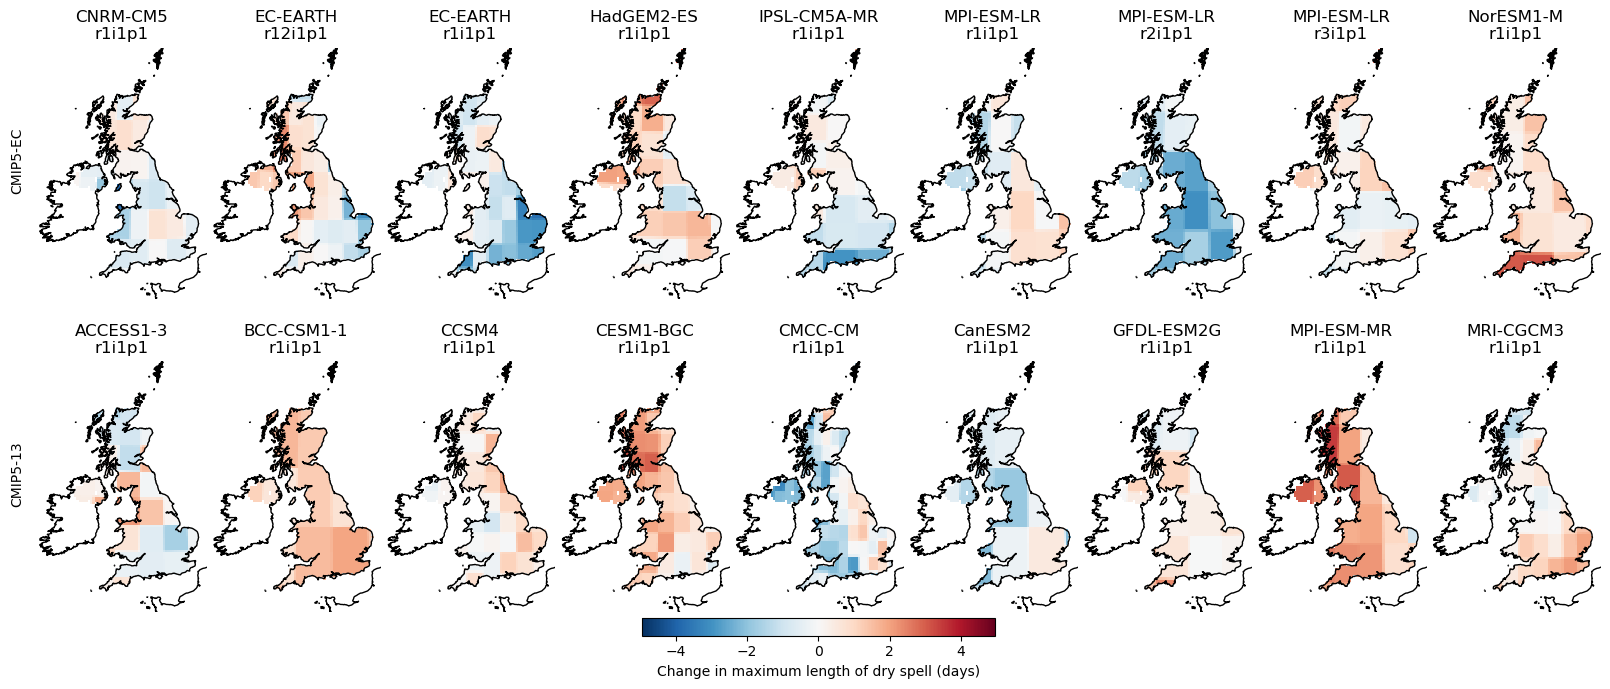 CNRM-CM5
r1i1p1
EC-EARTH
r12i1p1
EC-EARTH
r1i1p1
HadGEM2-ES
r1i1p1
IPSL-CM5A-MR
r1i1p1
MPI-ESM-LR
r1i1p1
MPI-ESM-LR
r2i1p1
MPI-ESM-LR
r3i1p1
NorESM1-M
r1i1p1
CMIP5-EC
ACCESS1-3
r1i1p1
BCC-CSM1-1
r1i1p1
CCSM4
r1i1p1
CESM1-BGC
r1i1p1
CMCC-CM
r1i1p1
CanESM2
r1i1p1
GFDL-ESM2G
r1i1p1
MPI-ESM-MR
r1i1p1
MRI-CGCM3
r1i1p1
CMIP5-13
−4 −2 0 2 4
Change in maximum length of dry spell (days)